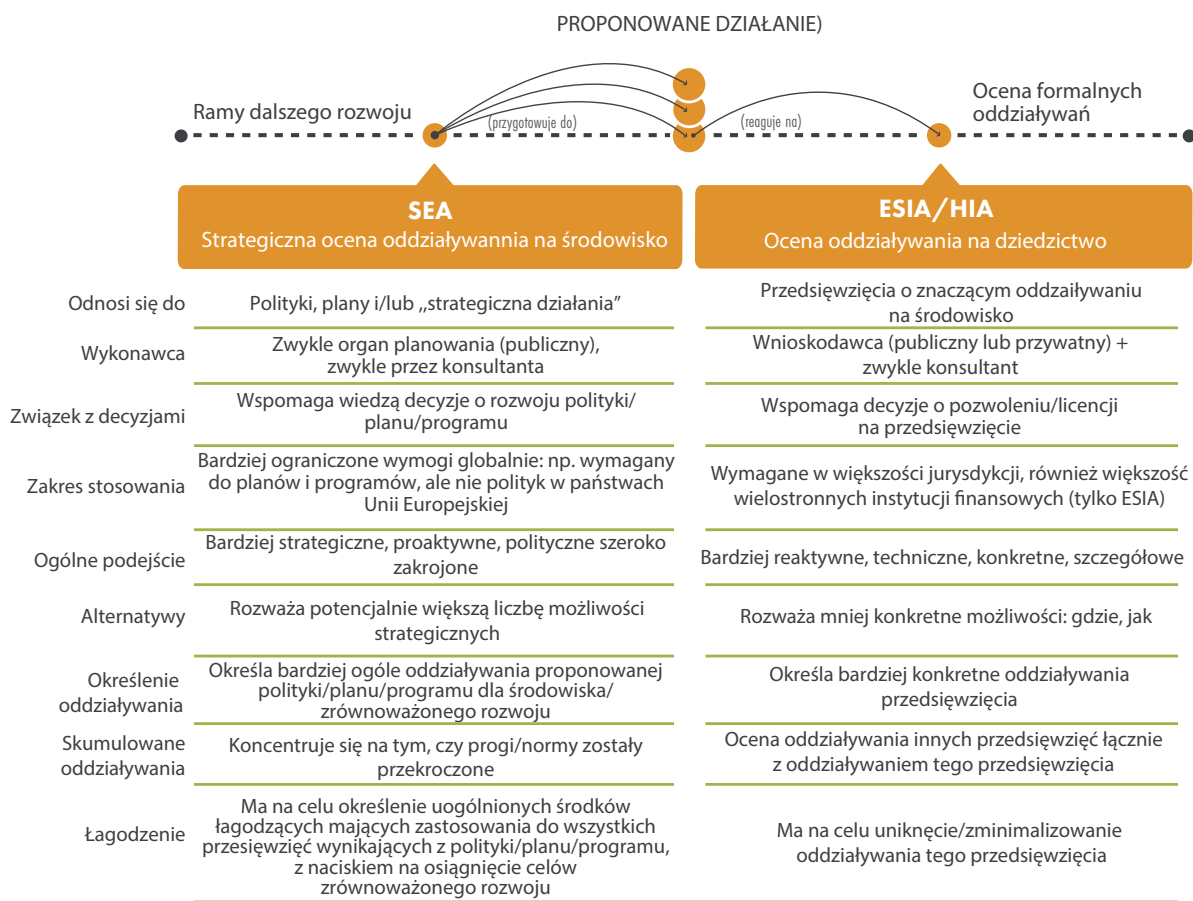 PROPONOWANE DZIAŁANIE)
Ramy dalszego rozwoju
(przygotowuje do)
(reaguje na)
Ocena formalnych
oddziaływań
SEA
Strategiczna ocena oddziaływannia na środowisko
ESIA/HIA
Ocena oddziaływania na dziedzictwo
Odnosi się do
Polityki, plany i/lub ,,strategiczna działania”
Przedsięwzięcia o znaczącym oddzaiływaniu
na środowisko
Wykonawca
Zwykle organ planowania (publiczny),
zwykle przez konsultanta
Wnioskodawca (publiczny lub prywatny) +
zwykle konsultant
Związek z decyzjami
Wspomaga wiedzą decyzje o rozwoju polityki/
planu/programu
Wspomaga decyzje o pozwoleniu/licencji
na przedsięwzięcie
Zakres stosowania
Bardziej ograniczone wymogi globalnie: np. wymagany
do planów i programów, ale nie polityk w państwach
Unii Europejskiej
Wymagane w większości jurysdykcji, również większość
wielostronnych instytucji finansowych (tylko ESIA)
Ogólne podejście
Bardziej strategiczne, proaktywne, polityczne szeroko
zakrojone
Bardziej reaktywne, techniczne, konkretne, szczegółowe
Alternatywy
Rozważa potencjalnie większą liczbę możliwości
strategicznych
Rozważa mniej konkretne możliwości: gdzie, jak
Określenie
oddziaływania
Określa bardziej ogóle oddziaływania proponowanej
polityki/planu/programu dla środowiska/
zrównoważonego rozwoju
Określa bardziej konkretne oddziaływania
przedsięwzięcia
Skumulowane
oddziaływania
Koncentruje się na tym, czy progi/normy zostały
przekroczone
Ocena oddziaływania innych przedsięwzięć łącznie
z oddziaływaniem tego przedsięwzięcia
Łagodzenie
Ma na celu określenie uogólnionych środków
łagodzących mających zastosowania do wszystkich
przesięwzięć wynikających z polityki/planu/programu,
z naciskiem na osiągnięcie celów
zrównoważonego rozwoju
Ma na celu uniknięcie/zminimalizowanie
oddziaływania tego przedsięwzięcia